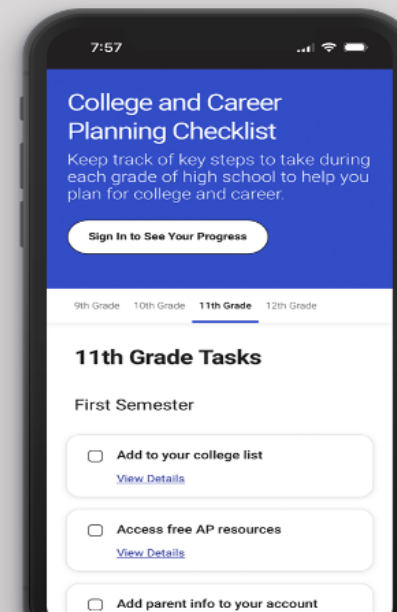 7:57
College and Career
Planning Checklist
Keep track of key steps to take during
each grade of high school to help you
plan for college and career.
Sign In to See Your Progress
9th Grade 10th Grade 11th Grade 12th Grade
11th Grade Tasks
First Semester
Add to your college list
View Details
Access free AP resources
View Details
Add parent info to your account